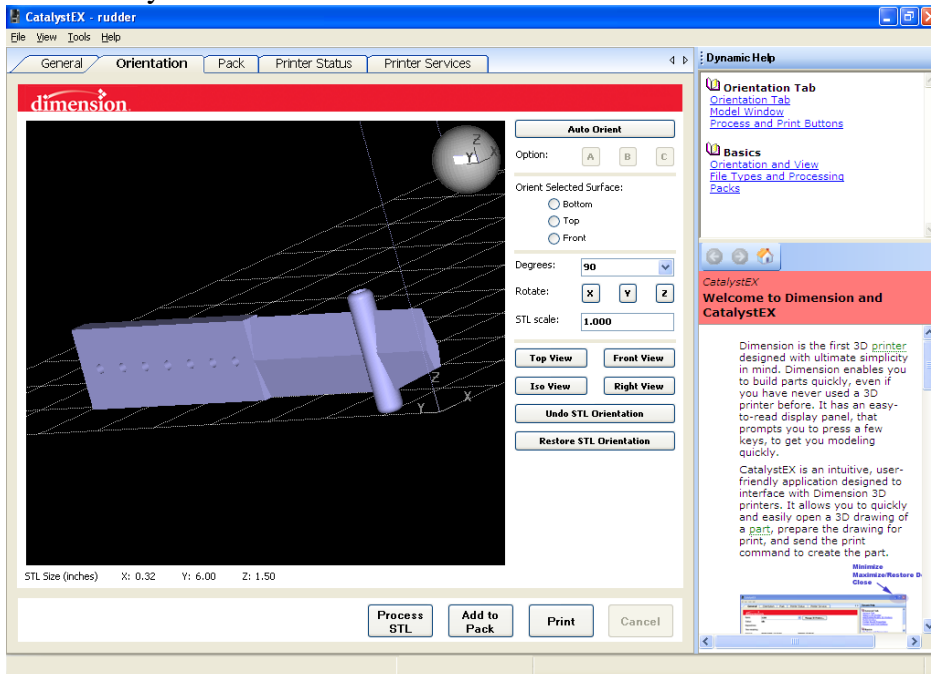 CatalystEX - rudder
File View Tools Help
General Orientation Pack Printer Status Printer Services
dimension
Z
Y X
Z
X
Y
Auto Orient
Option: A B C
Orient Selected Surface:
Bottom
Top
Front
Degrees: 90
Rotate: X Y Z
STL scale: 1.000
Top View Front View
Iso View Right View
Undo STL Orientation
Restore STL Orientation
STL Size (inches) X: 0.32 Y: 6.00 Z: 1.50
Process STL
Add to Pack
Print
Cancel
Dynamic Help
Orientation Tab
Orientation Tab
Model Window
Process and Print Buttons
Basics
Orientation and View
File Types and Processing
Packs
CatalystEX
Welcome to Dimension and
CatalystEX
Dimension is the first 3D printer
designed with ultimate simplicity
in mind. Dimension enables you
to build parts quickly, even if
you have never used a 3D
printer before. It has an easy-
to-read display panel, that
prompts you to press a few
keys, to get you modeling
quickly.
CatalystEX is an intuitive, user-
friendly application designed to
interface with Dimension 3D
printers. It allows you to quickly
and easily open a 3D drawing of
a part, prepare the drawing for
print, and send the print
command to create the part.
Minimize
Maximize/Restore D
Close